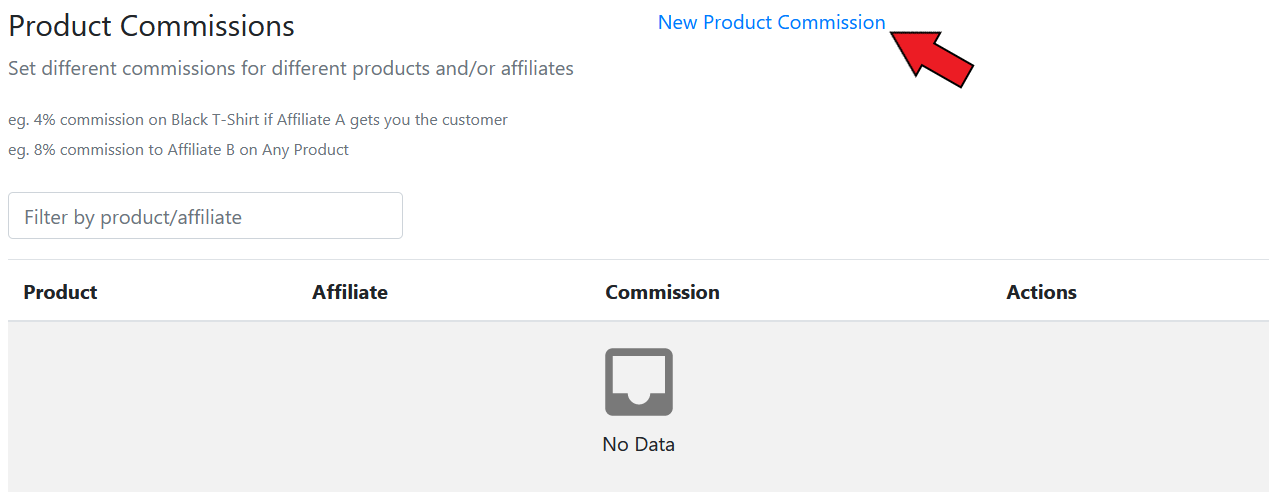 Product Commissions
New Product Commission
Set different commissions for different products and/or affiliates
eg. 4% commission on Black T-Shirt if Affiliate A gets you the customer
eg. 8% commission to Affiliate B on Any Product
Filter by product/affiliate
Product Affiliate Commission Actions
No Data